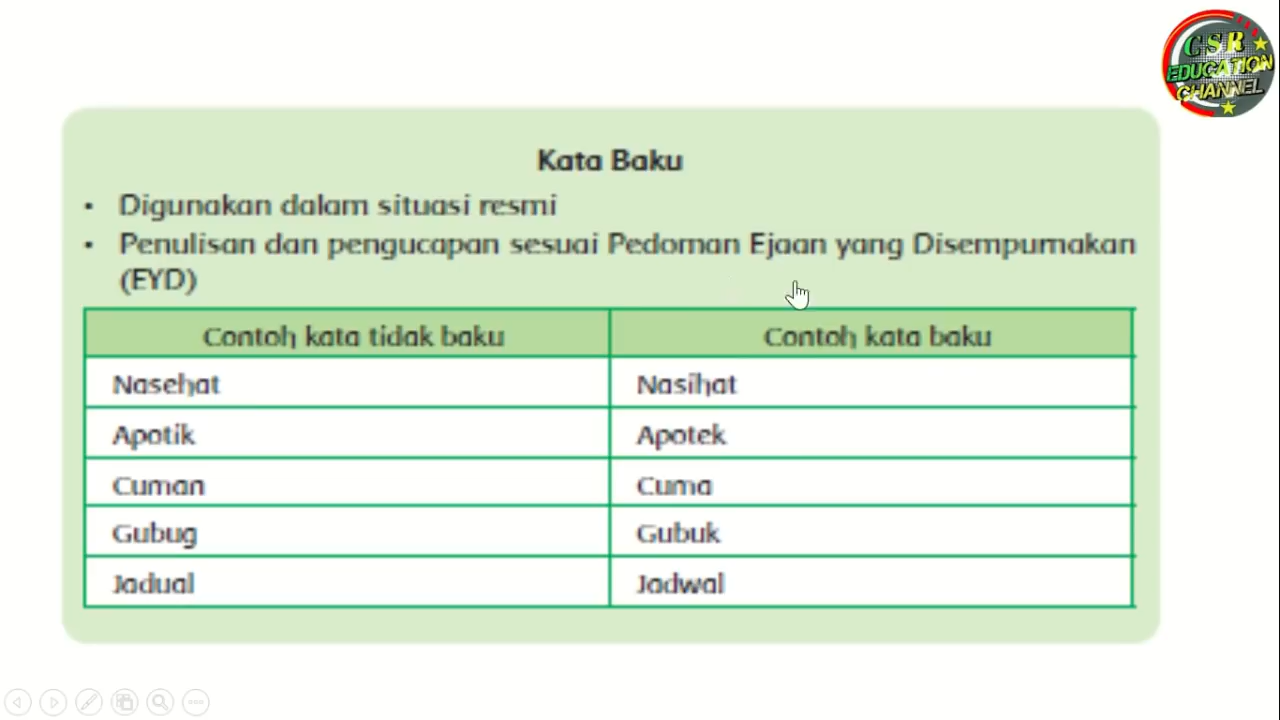 CSR
EDUCATION
CHANNEL
Kata Baku
• Digunakan dalam situasi resmi
• Penulisan dan pengucapan sesuai Pedoman Ejaan yang Disempurnakan
(EYD)
Contoh kata tidak baku Contoh kata baku
Nasehat Nasihat
Apotik Apotek
Cuman Cuma
Gubug Gubuk
Jadual Jadwal